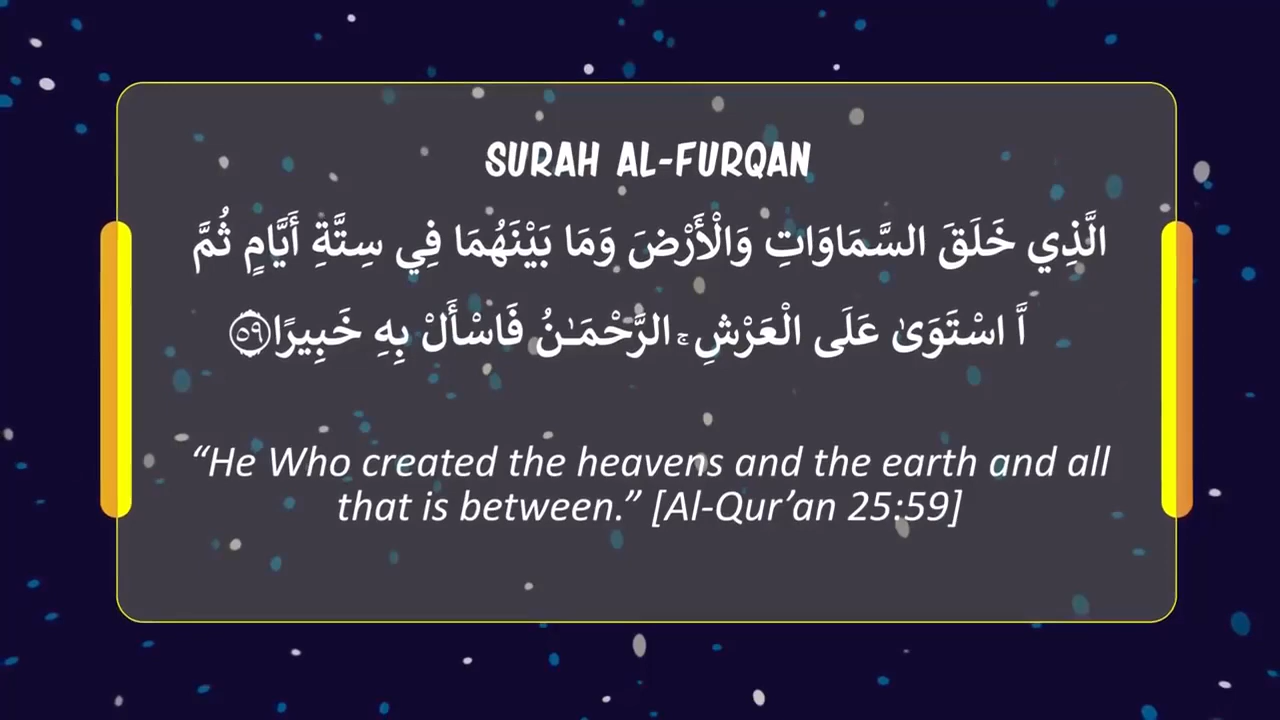 SURAH AL-FURQAN
الَّذِي خَلَقَ السَّمَاوَاتِ وَالْأَرْضَ وَمَا بَيْنَهُمَا فِي سِتَّةِ أَيَّامٍ ثُمَّ
اَّ اسْتَوَىٰ عَلَى الْعَرْشِ ۚ الرَّحْمَـٰنُ فَاسْأَلْ بِهِ خَبِيرًا ۝٥٩
“He Who created the heavens and the earth and all
that is between.” [Al-Qur’an 25:59]